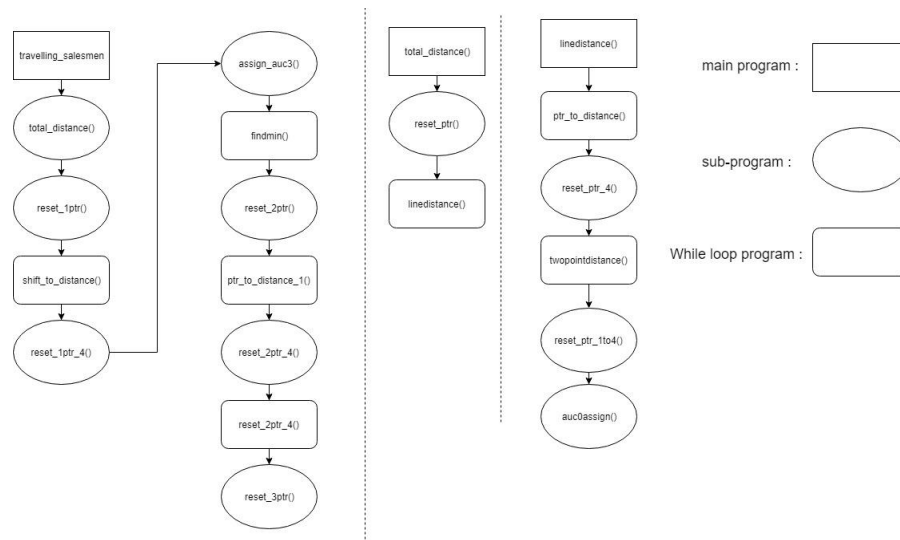 travelling_salesmen
total_distance()
reset_1ptr()
shift_to_distance()
reset_1ptr_4()
assign_auc3()
findmin()
reset_2ptr()
ptr_to_distance_1()
reset_2ptr_4()
reset_2ptr_4()
reset_3ptr()
total_distance()
reset_ptr()
linedistance()
linedistance()
ptr_to_distance()
reset_ptr_4()
twopointdistance()
reset_ptr_1to4()
auc0assign()
main program :
sub-program :
While loop program :